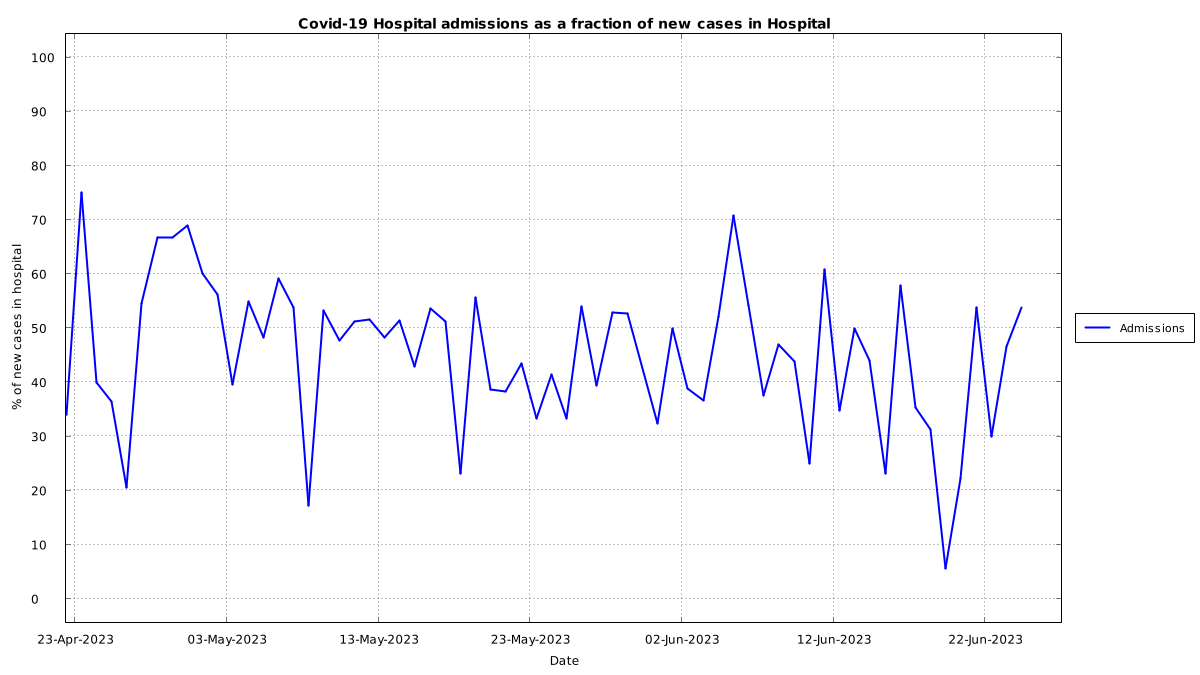 Covid-19 Hospital admissions as a fraction of new cases in Hospital
100
90
80
70
60
50
40
30
20
10
0
% of new cases in hospital
23-Apr-2023 03-May-2023 13-May-2023 23-May-2023 02-Jun-2023 12-Jun-2023 22-Jun-2023
Date
Admissions